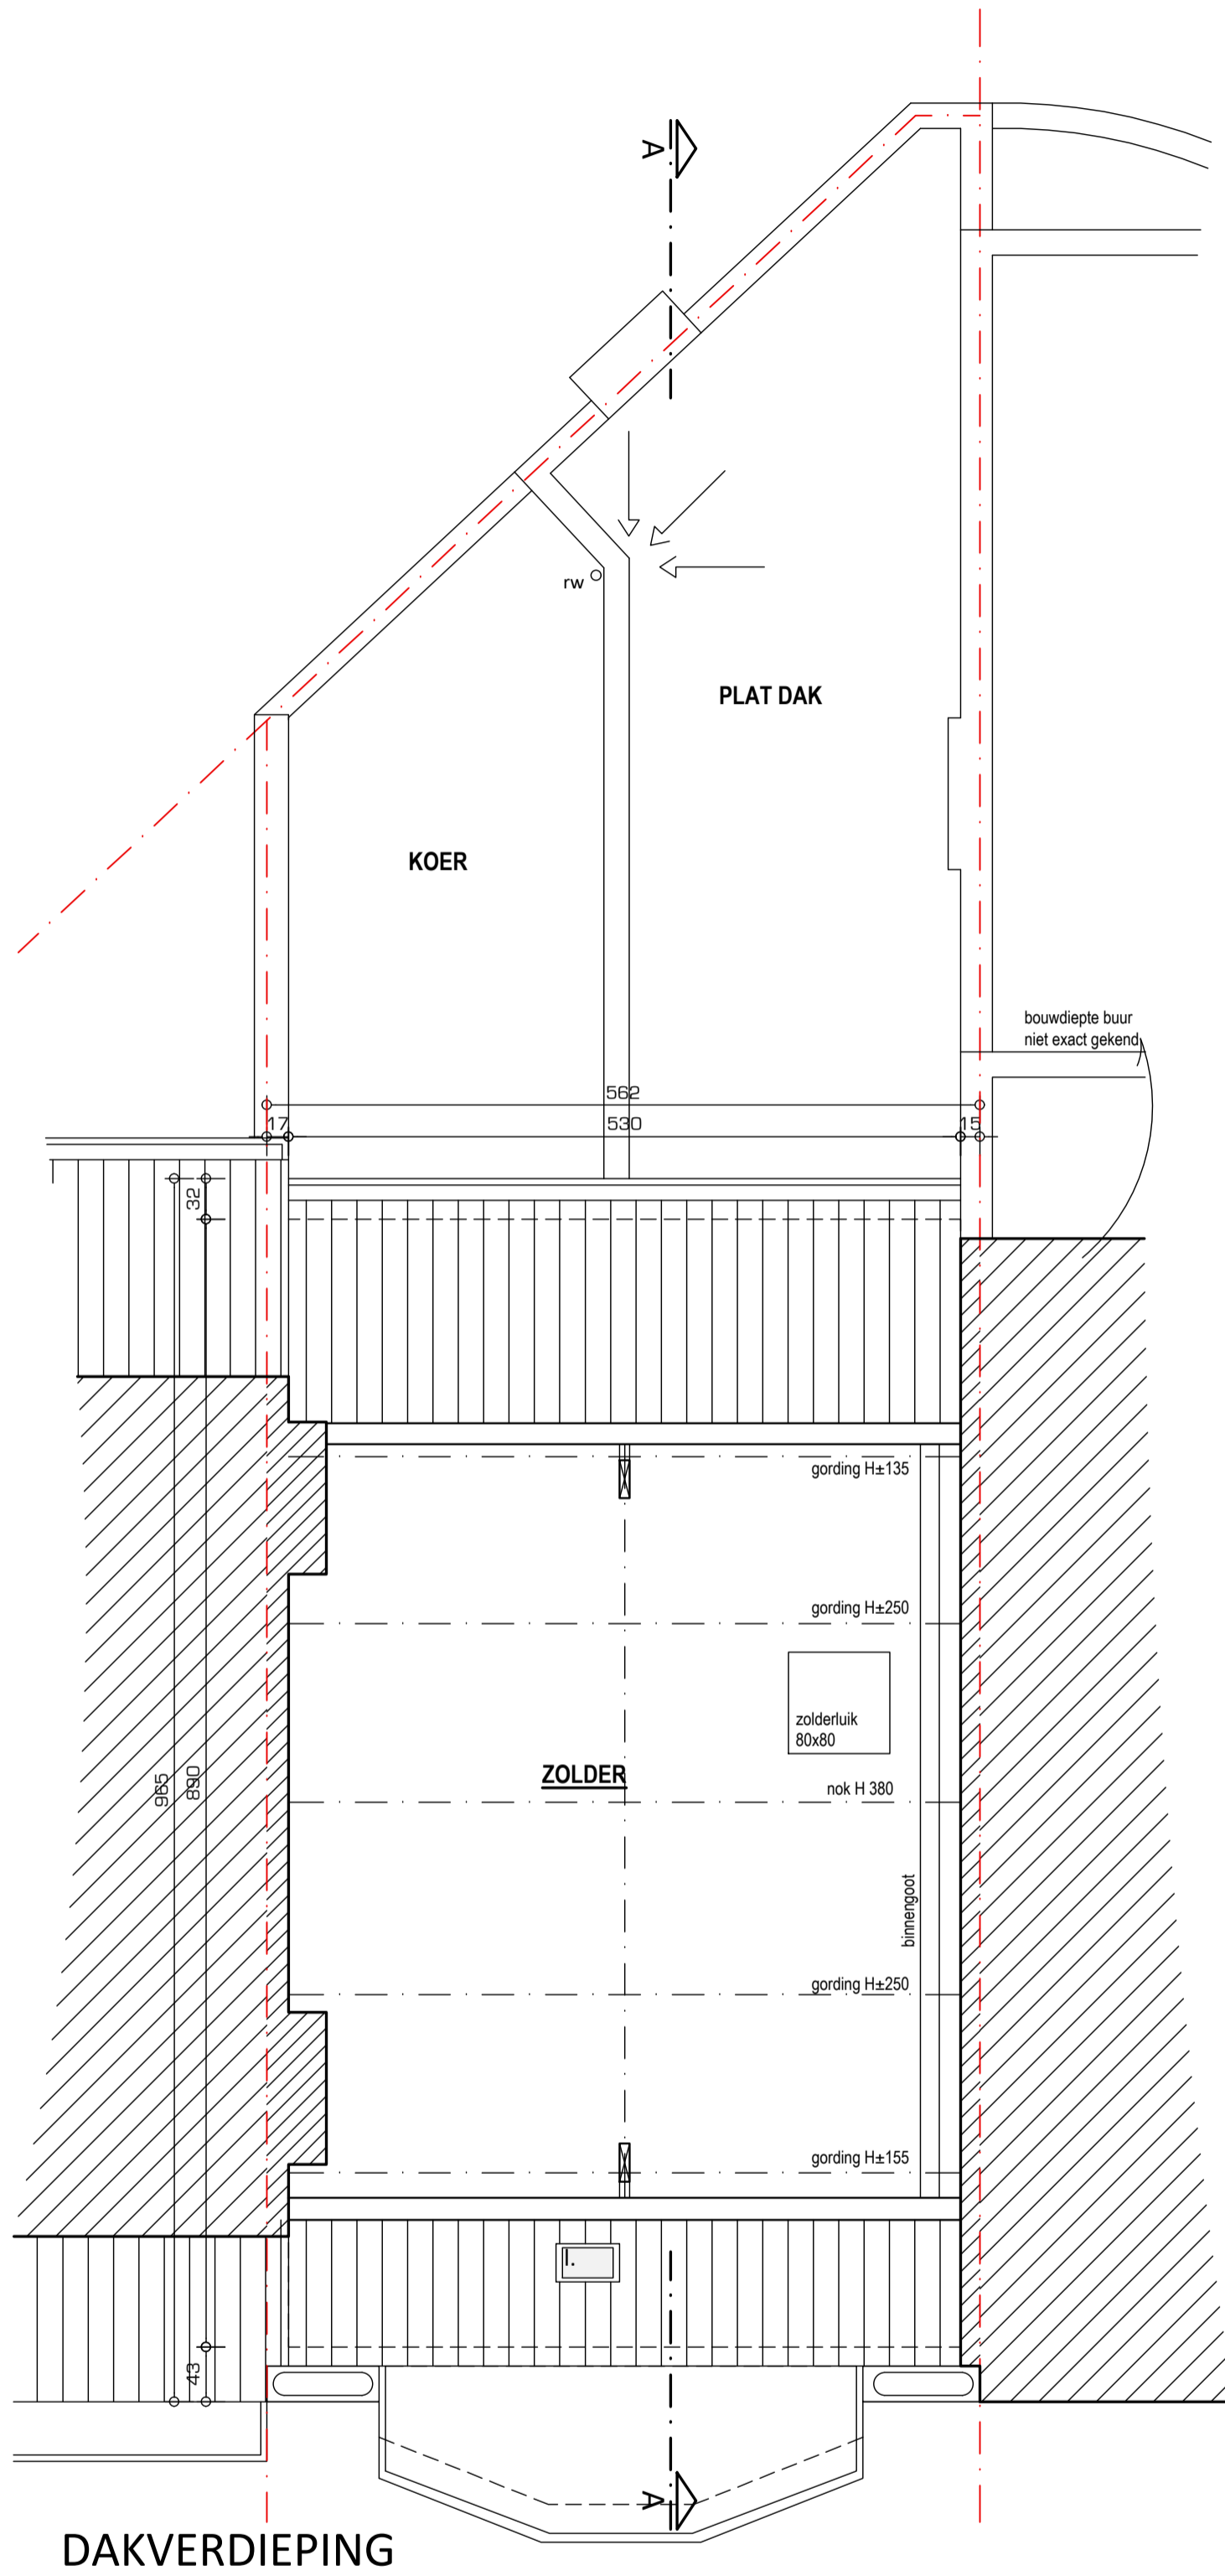 A
rw
PLAT DAK
KOER
bouwdiepte buur
niet exact gekend
562
17
530
15
32
gording H±135
gording H±250
zolderluik
80x80
ZOLDER
965
890
nok H 380
binnengoot
gording H±250
gording H±155
l.
43
A
DAKVERDIEPING